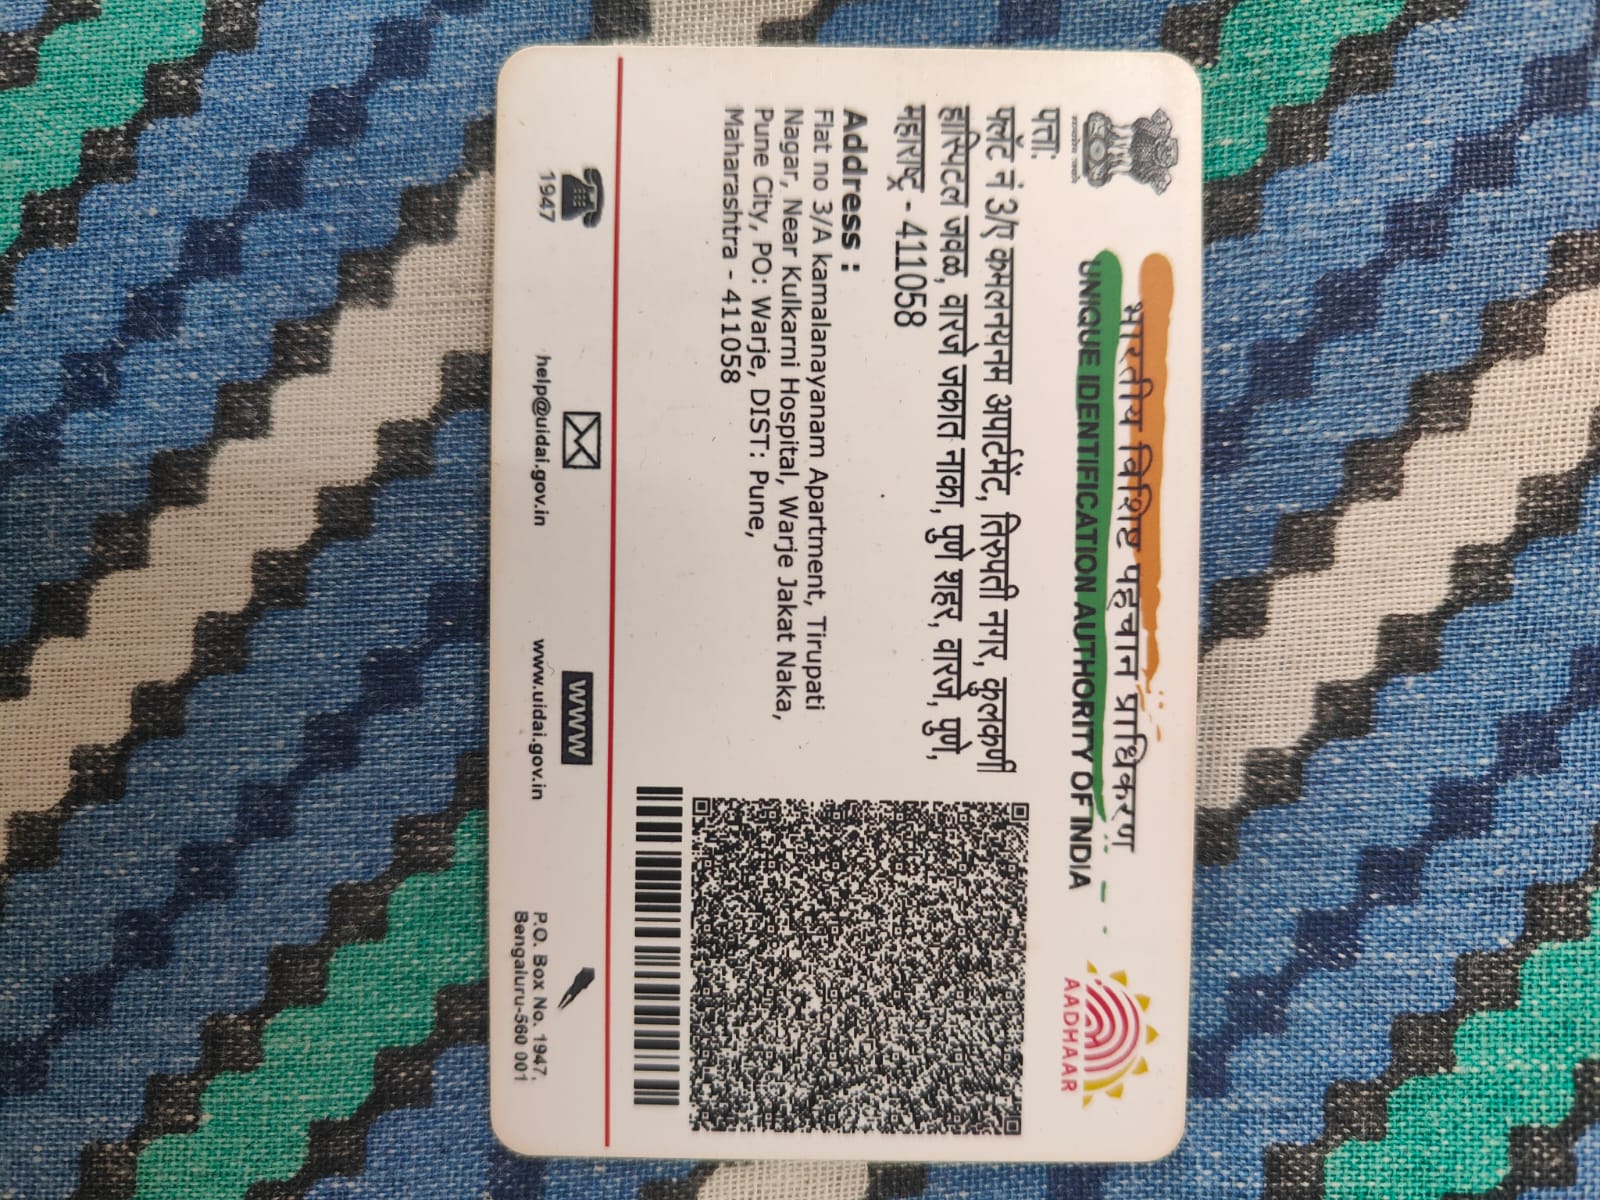 भारतीय विशिष्ट पहचान प्राधिकरण
UNIQUE IDENTIFICATION AUTHORITY OF INDIA
AADHAAR
पता:
फ्लॅट नं 3/ए कमलनयनम अपार्टमेंट, तिरुपती नगर, कुलकर्णी
हॉस्पिटल जवळ, वारजे जकात नाका, पुणे शहर, वारजे, पुणे,
महाराष्ट्र - 411058
Address :
Flat no 3/A kamalanayanam Apartment, Tirupati
Nagar, Near Kulkarni Hospital, Warje Jakat Naka,
Pune City, PO: Warje, DIST: Pune,
Maharashtra - 411058
1947
help@uidai.gov.in
www
www.uidai.gov.in
P.O. Box No. 1947,
Bengaluru-560 001